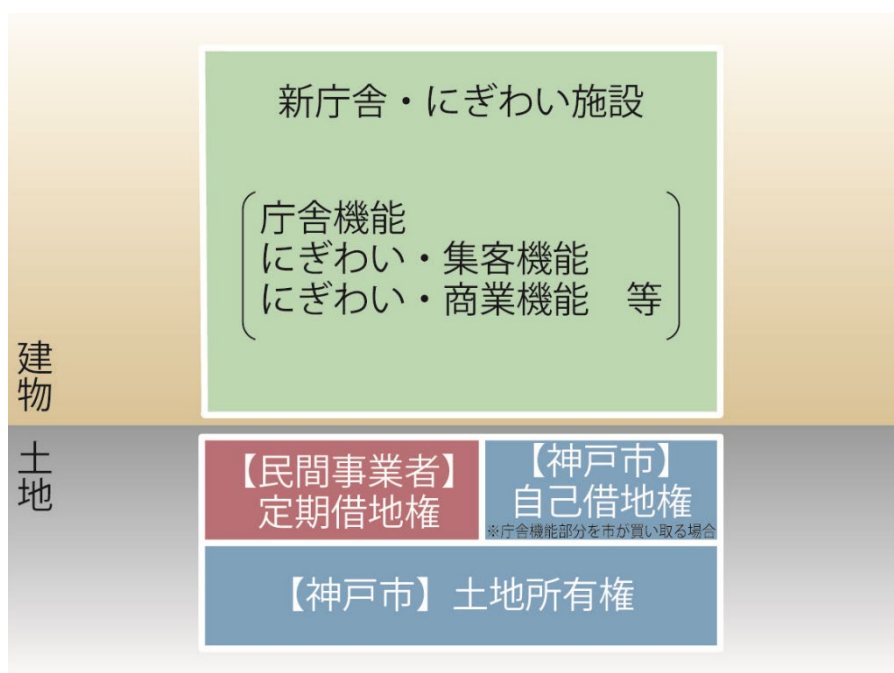 新庁舎・にぎわい施設
庁舎機能
にぎわい・集客機能
にぎわい・商業機能　等
建物
土地
【民間事業者】
定期借地権
【神戸市】
自己借地権
※庁舎機能部分を市が買い取る場合
【神戸市】土地所有権